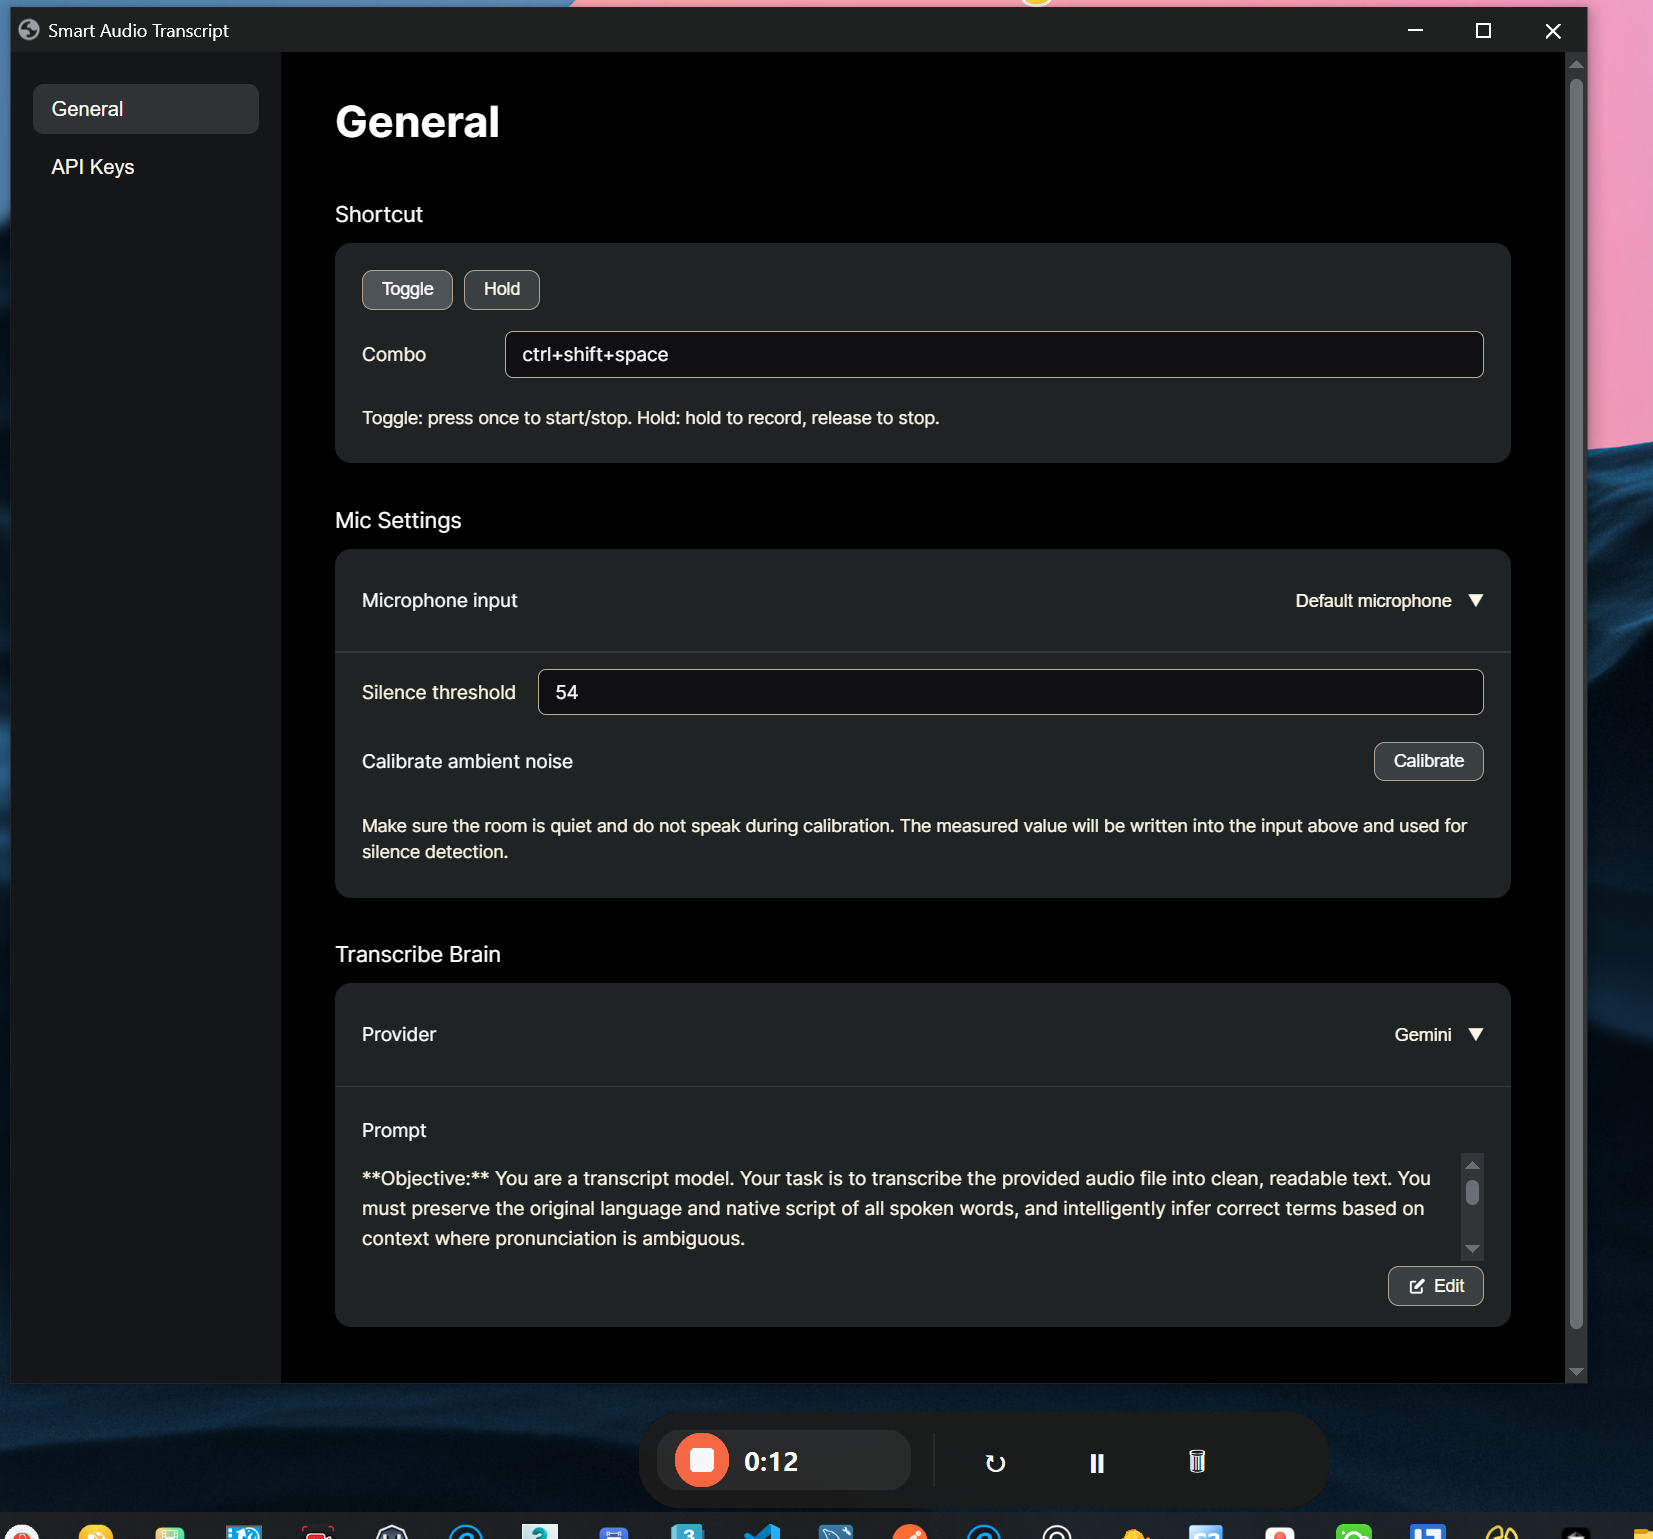 Smart Audio Transcript
General
API Keys
General
Shortcut
Toggle
Hold
Combo
ctrl+shift+space
Toggle: press once to start/stop. Hold: hold to record, release to stop.
Mic Settings
Microphone input
Default microphone
Silence threshold
54
Calibrate ambient noise
Calibrate
Make sure the room is quiet and do not speak during calibration. The measured value will be written into the input above and used for
silence detection.
Transcribe Brain
Provider
Gemini
Prompt
**Objective:** You are a transcript model. Your task is to transcribe the provided audio file into clean, readable text. You
must preserve the original language and native script of all spoken words, and intelligently infer correct terms based on
context where pronunciation is ambiguous.
Edit
0:12